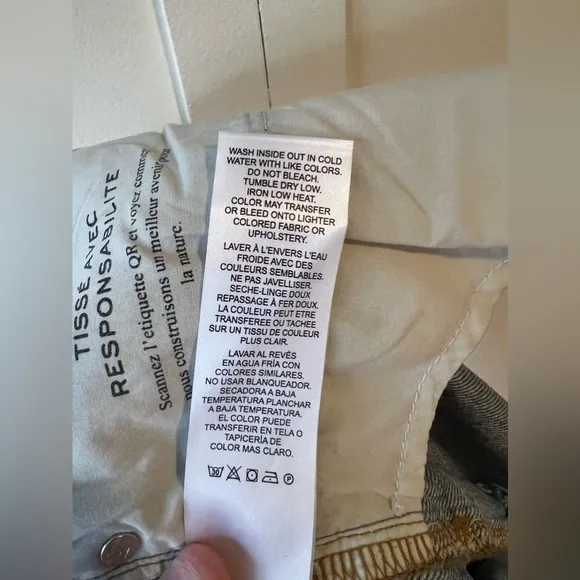 TISSÉ AVEC
RESPONSABILITÉ
Scannez l'etiquette QR et voyez comment
nous construisons un meilleur avenir pour
la nature.
WASH INSIDE OUT IN COLD
WATER WITH LIKE COLORS.
DO NOT BLEACH.
TUMBLE DRY LOW.
IRON LOW HEAT.
COLOR MAY TRANSFER
OR BLEED ONTO LIGHTER
COLORED FABRIC OR
UPHOLSTERY.
LAVER À L'ENVERS L'EAU
FROIDE AVEC DES
COULEURS SEMBLABLES.
NE PAS JAVELLISER.
SECHE-LINGE DOUX
REPASSAGE À FER DOUX.
LA COULEUR PEUT ETRE
TRANSFEREE OU TACHEE
SUR UN TISSU DE COULEUR
PLUS CLAIR.
LAVAR AL REVÉS
EN AGUA FRÍA CON
COLORES SIMILARES.
NO USAR BLANQUEADOR.
SECADORA A BAJA
TEMPERATURA PLANCHAR
A BAJA TEMPERATURA.
EL COLOR PUEDE
TRANSFERIR EN TELA O
TAPICERÍA DE
COLOR MAS CLARO.
30 P